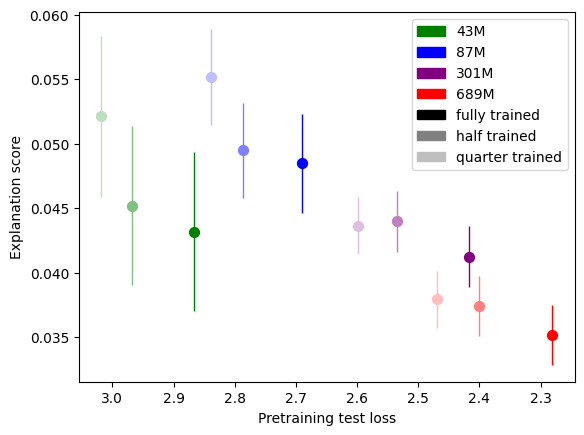 0.060
0.055
0.050
0.045
0.040
0.035
Explanation score
43M
87M
301M
689M
fully trained
half trained
quarter trained
3.0 2.9 2.8 2.7 2.6 2.5 2.4 2.3
Pretraining test loss